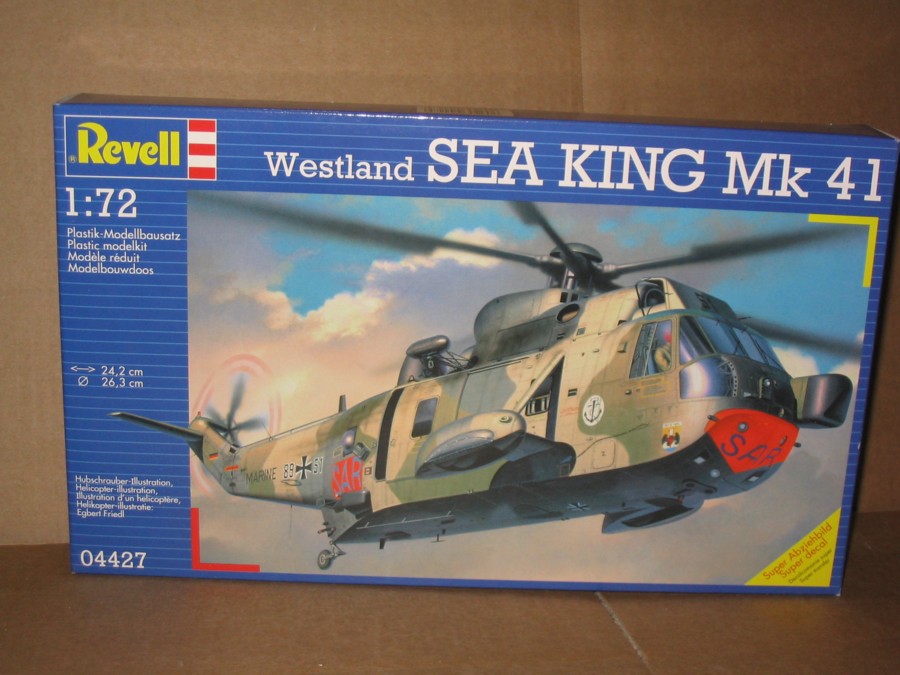 Revell
®
Westland SEA KING Mk 41
1:72
Plastik-Modellbausatz
Plastic modelkit
Modèle réduit
Modelbouwdoos
24,2 cm
Ø 26,3 cm
Hubschrauber-Illustration,
Helicopter-illustration,
Illustration d'un helicoptère,
Helikopter-illustratie:
Egbert Friedl
04427
MARINE 89 51
SAR
SAR
Super Abziehbild
Super decal